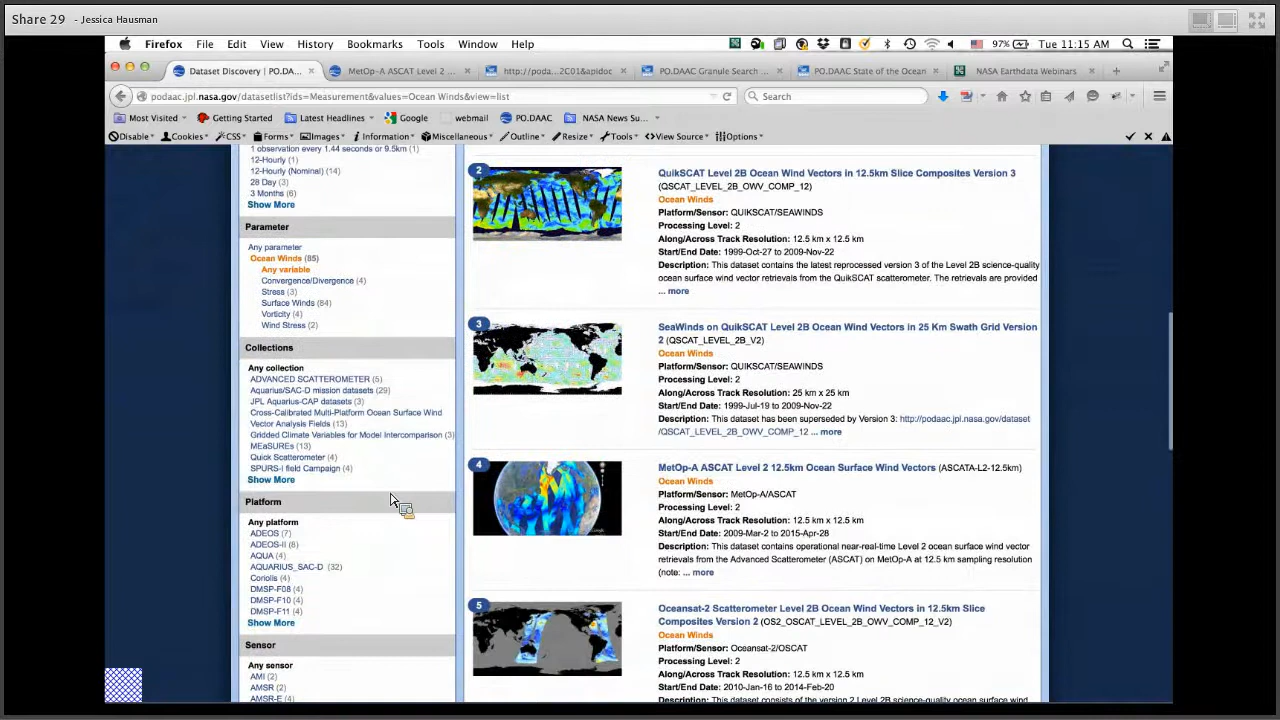 Share 29 - Jessica Hausman
Firefox File Edit View History Bookmarks Tools Window Help 97% Tue 11:15 AM
Dataset Discovery | PO.DA... × MetOp-A ASCAT Level 2 ... × http://poda...2C01&apidoc × PO.DAAC Granule Search ... × PO.DAAC State of the Ocean × NASA Earthdata Webinars × +
podaac.jpl.nasa.gov/datasetlist?ids=Measurement&values=Ocean Winds&view=list Search
Most Visited Getting Started Latest Headlines Google webmail PO.DAAC NASA News Su...
Disable Cookies CSS Forms Images Information Miscellaneous Outline Resize Tools View Source Options
1 observation every 1.44 seconds or 9.5km (1)
12-Hourly (1)
12-Hourly (Nominal) (14)
28 Day (3)
3 Months (6)
Show More
Parameter
Any parameter
Ocean Winds (85)
Any variable
Convergence/Divergence (4)
Stress (3)
Surface Winds (84)
Vorticity (4)
Wind Stress (2)
Collections
Any collection
ADVANCED SCATTEROMETER (5)
Aquarius/SAC-D mission datasets (29)
JPL Aquarius-CAP datasets (3)
Cross-Calibrated Multi-Platform Ocean Surface Wind
Vector Analysis Fields (13)
Gridded Climate Variables for Model Intercomparison (3)
MEaSUREs (13)
Quick Scatterometer (4)
SPURS-I field Campaign (4)
Show More
Platform
Any platform
ADEOS (7)
ADEOS-II (8)
AQUA (4)
AQUARIUS_SAC-D (32)
Coriolis (4)
DMSP-F08 (4)
DMSP-F10 (4)
DMSP-F11 (4)
Show More
Sensor
Any sensor
AMI (2)
AMSR (2)
AMSR-E (4)
2
QuikSCAT Level 2B Ocean Wind Vectors in 12.5km Slice Composites Version 3
(QSCAT_LEVEL_2B_OWV_COMP_12)
Ocean Winds
Platform/Sensor: QUIKSCAT/SEAWINDS
Processing Level: 2
Along/Across Track Resolution: 12.5 km x 12.5 km
Start/End Date: 1999-Oct-27 to 2009-Nov-22
Description: This dataset contains the latest reprocessed version 3 of the Level 2B science-quality
ocean surface wind vector retrievals from the QuikSCAT scatterometer. The retrievals are provided
... more
3
SeaWinds on QuikSCAT Level 2B Ocean Wind Vectors in 25 Km Swath Grid Version
2 (QSCAT_LEVEL_2B_V2)
Ocean Winds
Platform/Sensor: QUIKSCAT/SEAWINDS
Processing Level: 2
Along/Across Track Resolution: 25 km x 25 km
Start/End Date: 1999-Jul-19 to 2009-Nov-22
Description: This dataset has been superseded by Version 3: http://podaac.jpl.nasa.gov/dataset
/QSCAT_LEVEL_2B_OWV_COMP_12 ... more
4
MetOp-A ASCAT Level 2 12.5km Ocean Surface Wind Vectors (ASCATA-L2-12.5km)
Ocean Winds
Platform/Sensor: MetOp-A/ASCAT
Processing Level: 2
Along/Across Track Resolution: 12.5 km x 12.5 km
Start/End Date: 2009-Mar-2 to 2015-Apr-28
Description: This dataset contains operational near-real-time Level 2 ocean surface wind vector
retrievals from the Advanced Scatterometer (ASCAT) on MetOp-A at 12.5 km sampling resolution
(note: ... more
5
Oceansat-2 Scatterometer Level 2B Ocean Wind Vectors in 12.5km Slice
Composites Version 2 (OS2_OSCAT_LEVEL_2B_OWV_COMP_12_V2)
Ocean Winds
Platform/Sensor: Oceansat-2/OSCAT
Processing Level: 2
Along/Across Track Resolution: 12.5 km x 12.5 km
Start/End Date: 2010-Jan-16 to 2014-Feb-20
Description: This dataset consists of the version 2 Level 2B science-quality ocean surface wind